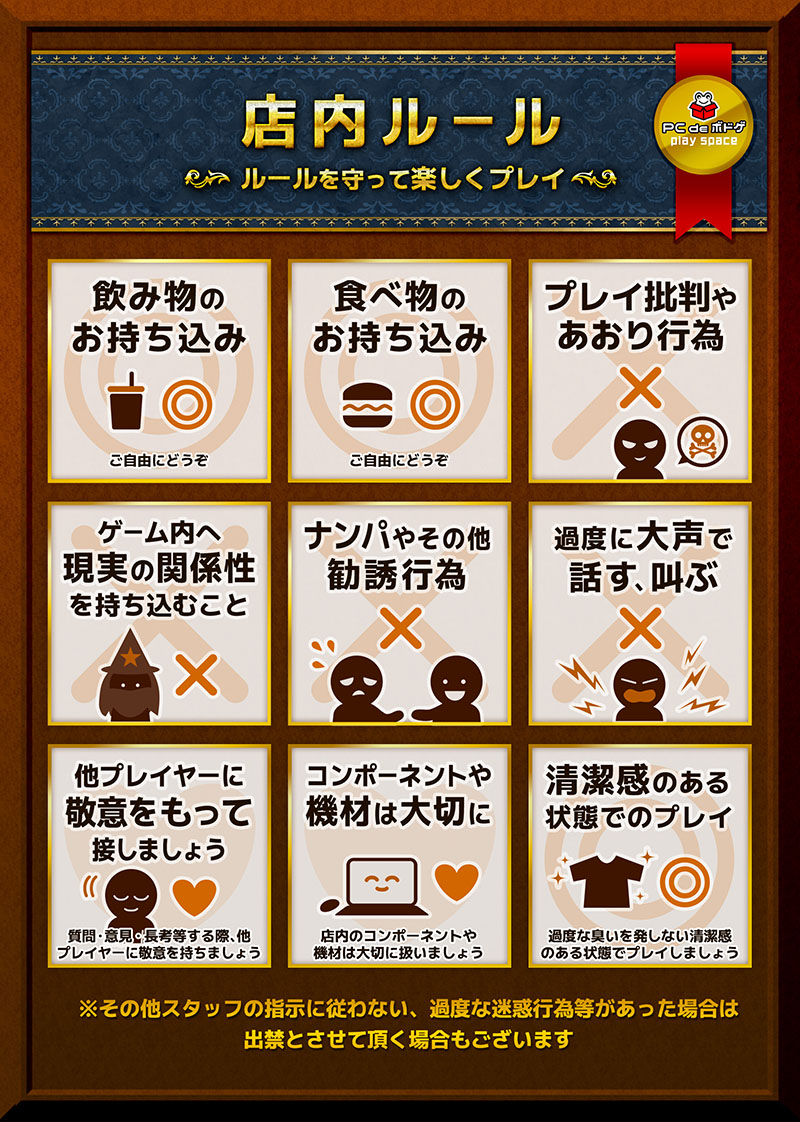 店内ルール
ルールを守って楽しくプレイ
PC de ボドゲ
play space
飲み物の
お持ち込み
ご自由にどうぞ
食べ物の
お持ち込み
ご自由にどうぞ
プレイ批判や
あおり行為
ゲーム内へ
現実の関係性
を持ち込むこと
ナンパやその他
勧誘行為
過度に大声で
話す、叫ぶ
他プレイヤーに
敬意をもって
接しましょう
質問・意見・長考等する際、他
プレイヤーに敬意を持ちましょう
コンポーネントや
機材は大切に
店内のコンポーネントや
機材は大切に扱いましょう
清潔感のある
状態でのプレイ
過度な臭いを発しない清潔感
のある状態でプレイしましょう
※その他スタッフの指示に従わない、過度な迷惑行為等があった場合は
出禁とさせて頂く場合もございます